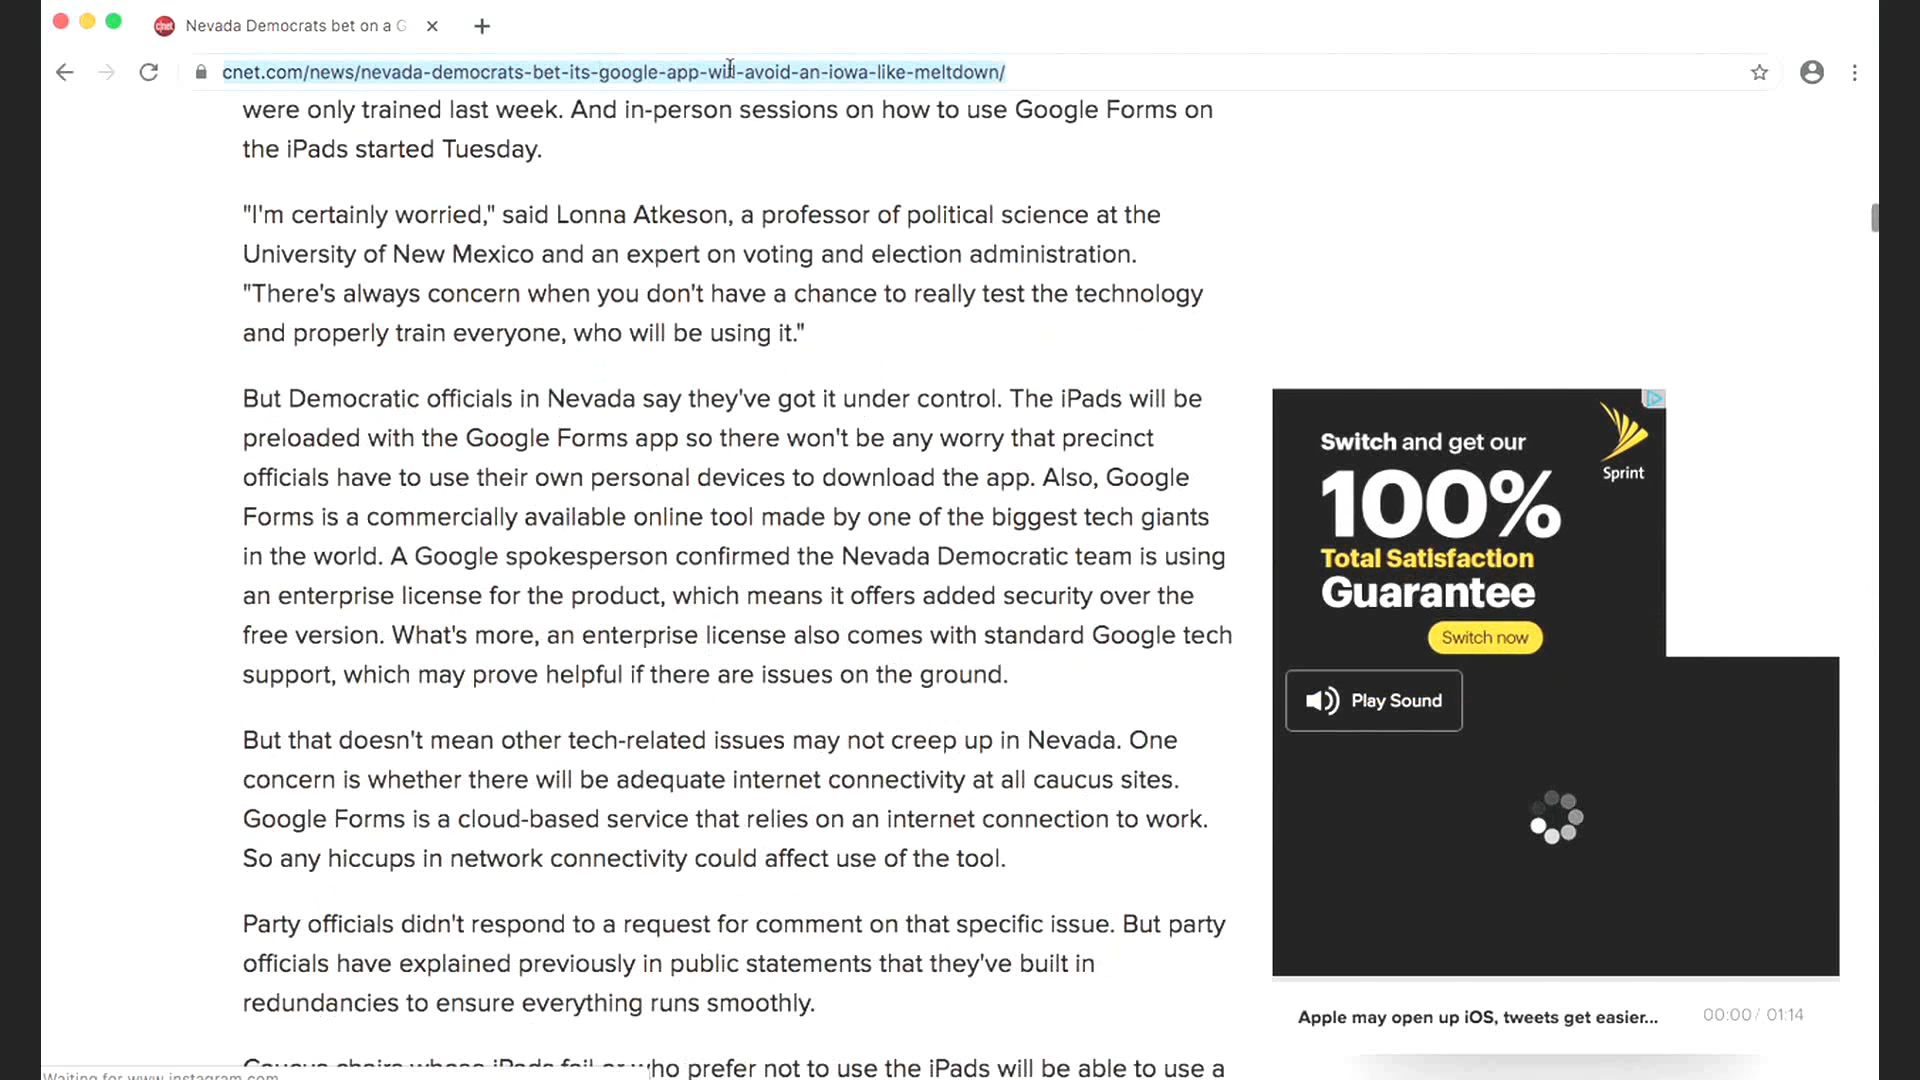 Nevada Democrats bet on a G
cnet.com/news/nevada-democrats-bet-its-google-app-will-avoid-an-iowa-like-meltdown/
were only trained last week. And in-person sessions on how to use Google Forms on
the iPads started Tuesday.
"I'm certainly worried," said Lonna Atkeson, a professor of political science at the
University of New Mexico and an expert on voting and election administration.
"There's always concern when you don't have a chance to really test the technology
and properly train everyone, who will be using it."
But Democratic officials in Nevada say they've got it under control. The iPads will be
preloaded with the Google Forms app so there won't be any worry that precinct
officials have to use their own personal devices to download the app. Also, Google
Forms is a commercially available online tool made by one of the biggest tech giants
in the world. A Google spokesperson confirmed the Nevada Democratic team is using
an enterprise license for the product, which means it offers added security over the
free version. What's more, an enterprise license also comes with standard Google tech
support, which may prove helpful if there are issues on the ground.
But that doesn't mean other tech-related issues may not creep up in Nevada. One
concern is whether there will be adequate internet connectivity at all caucus sites.
Google Forms is a cloud-based service that relies on an internet connection to work.
So any hiccups in network connectivity could affect use of the tool.
Party officials didn't respond to a request for comment on that specific issue. But party
officials have explained previously in public statements that they've built in
redundancies to ensure everything runs smoothly.
Caucus chairs whose iPads fail or who prefer not to use the iPads will be able to use a
Waiting for www.instagram.com
Switch and get our
100%
Total Satisfaction
Guarantee
Sprint
Switch now
Play Sound
Apple may open up iOS, tweets get easier...
00:00 / 01:14